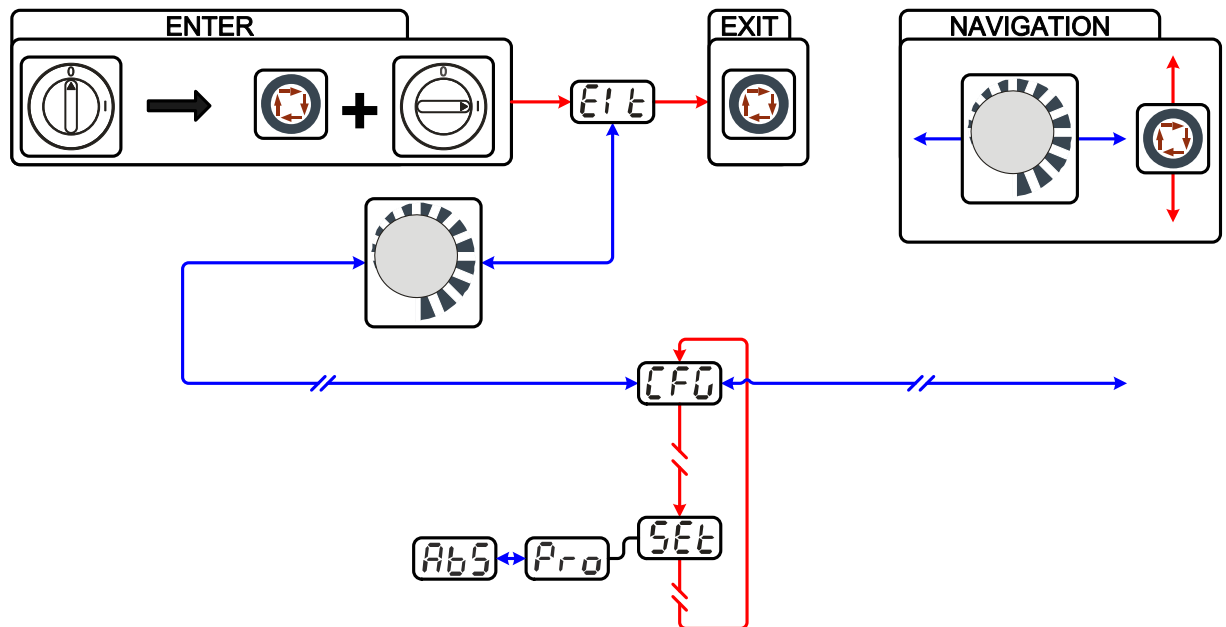 ENTER
EXIT
NAVIGATION
0
I
0
I
EIt
CFG
SEt
AbS
Pro